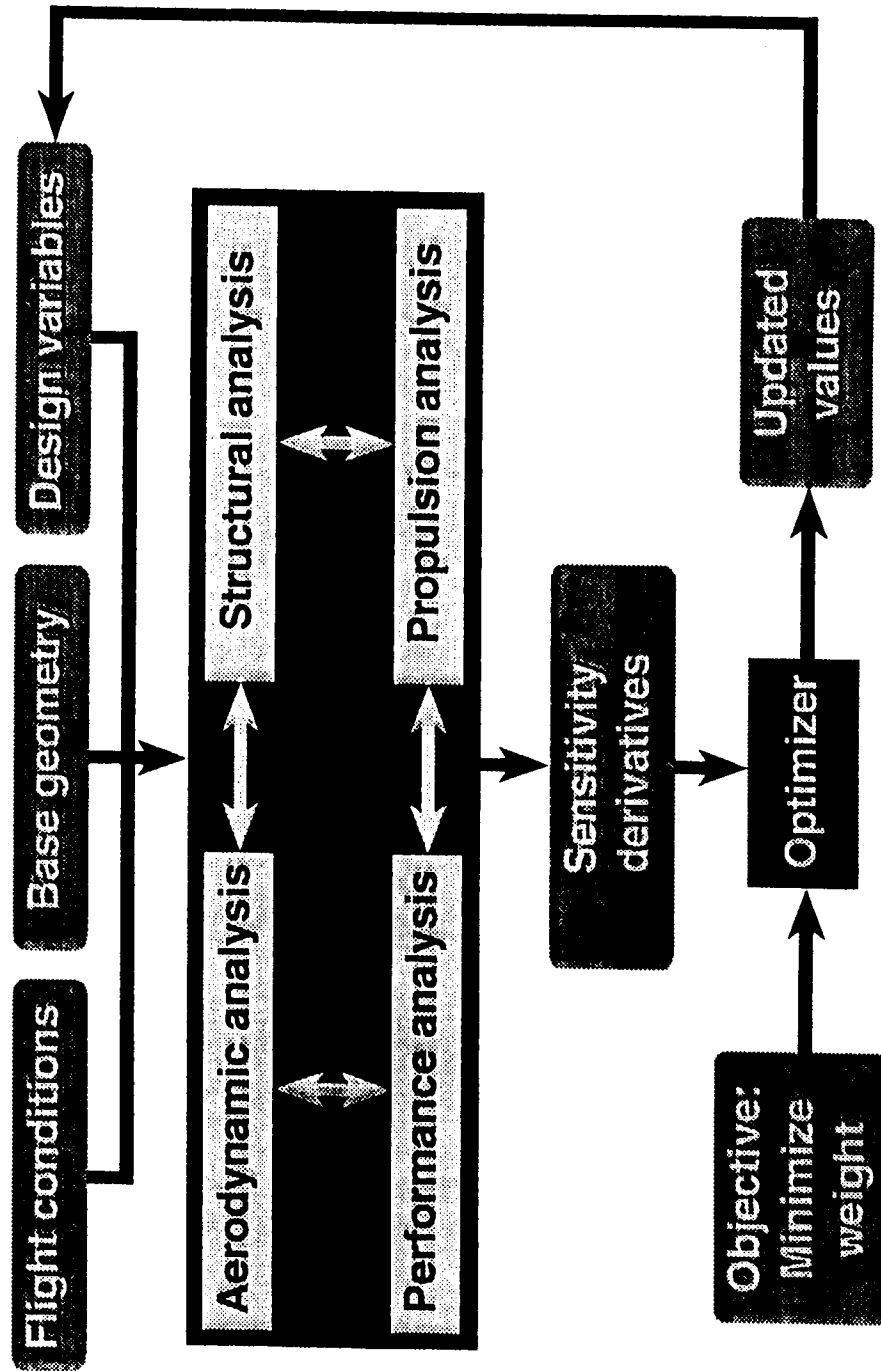 Flight conditions
Base geometry
Design variables
Aerodynamic analysis
Structural analysis
Performance analysis
Propulsion analysis
Sensitivity
derivatives
Objective:
Minimize
weight
Optimizer
Updated
values